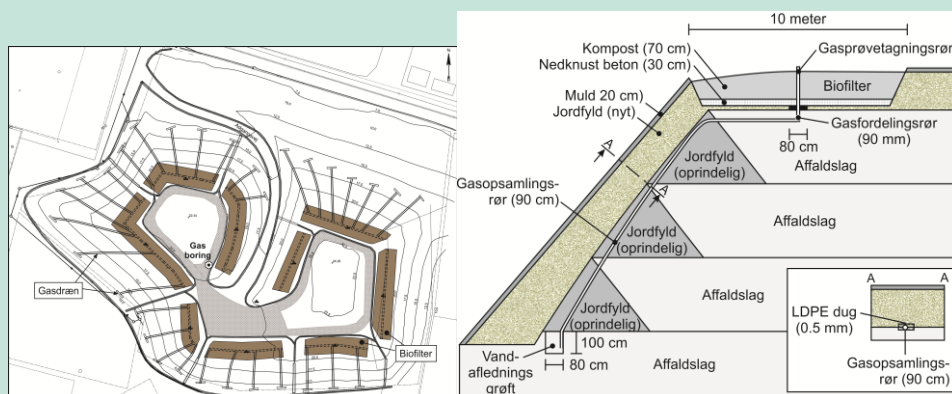 Gas
boring
Gasdræn
Biofilter
10 meter
Kompost (70 cm)
Nedknust beton (30 cm)
Gasprøvetagningsrør
Biofilter
Muld 20 cm
Jordfyld (nyt)
Gasfordelingsrør
(90 mm)
80 cm
A
A
Jordfyld
(oprindelig)
Affaldslag
Gasopsamlings-
rør (90 cm)
Affaldslag
Jordfyld
(oprindelig)
Affaldslag
Jordfyld
(oprindelig)
100 cm
80 cm
Vand-
aflednings
grøft
Affaldslag
A
A
LDPE dug
(0.5 mm)
Gasopsamlings-
rør (90 cm)